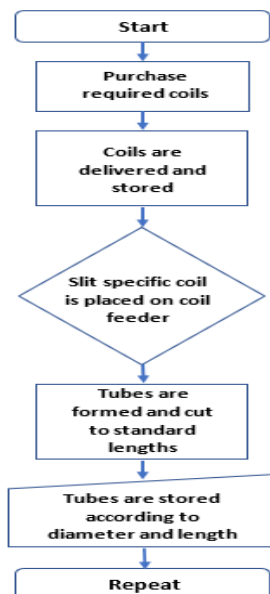 Start
Purchase
required coils
Coils are
delivered and
stored
Slit specific coil
is placed on coil
feeder
Tubes are
formed and cut
to standard
lengths
Tubes are stored
according to
diameter and length
Repeat